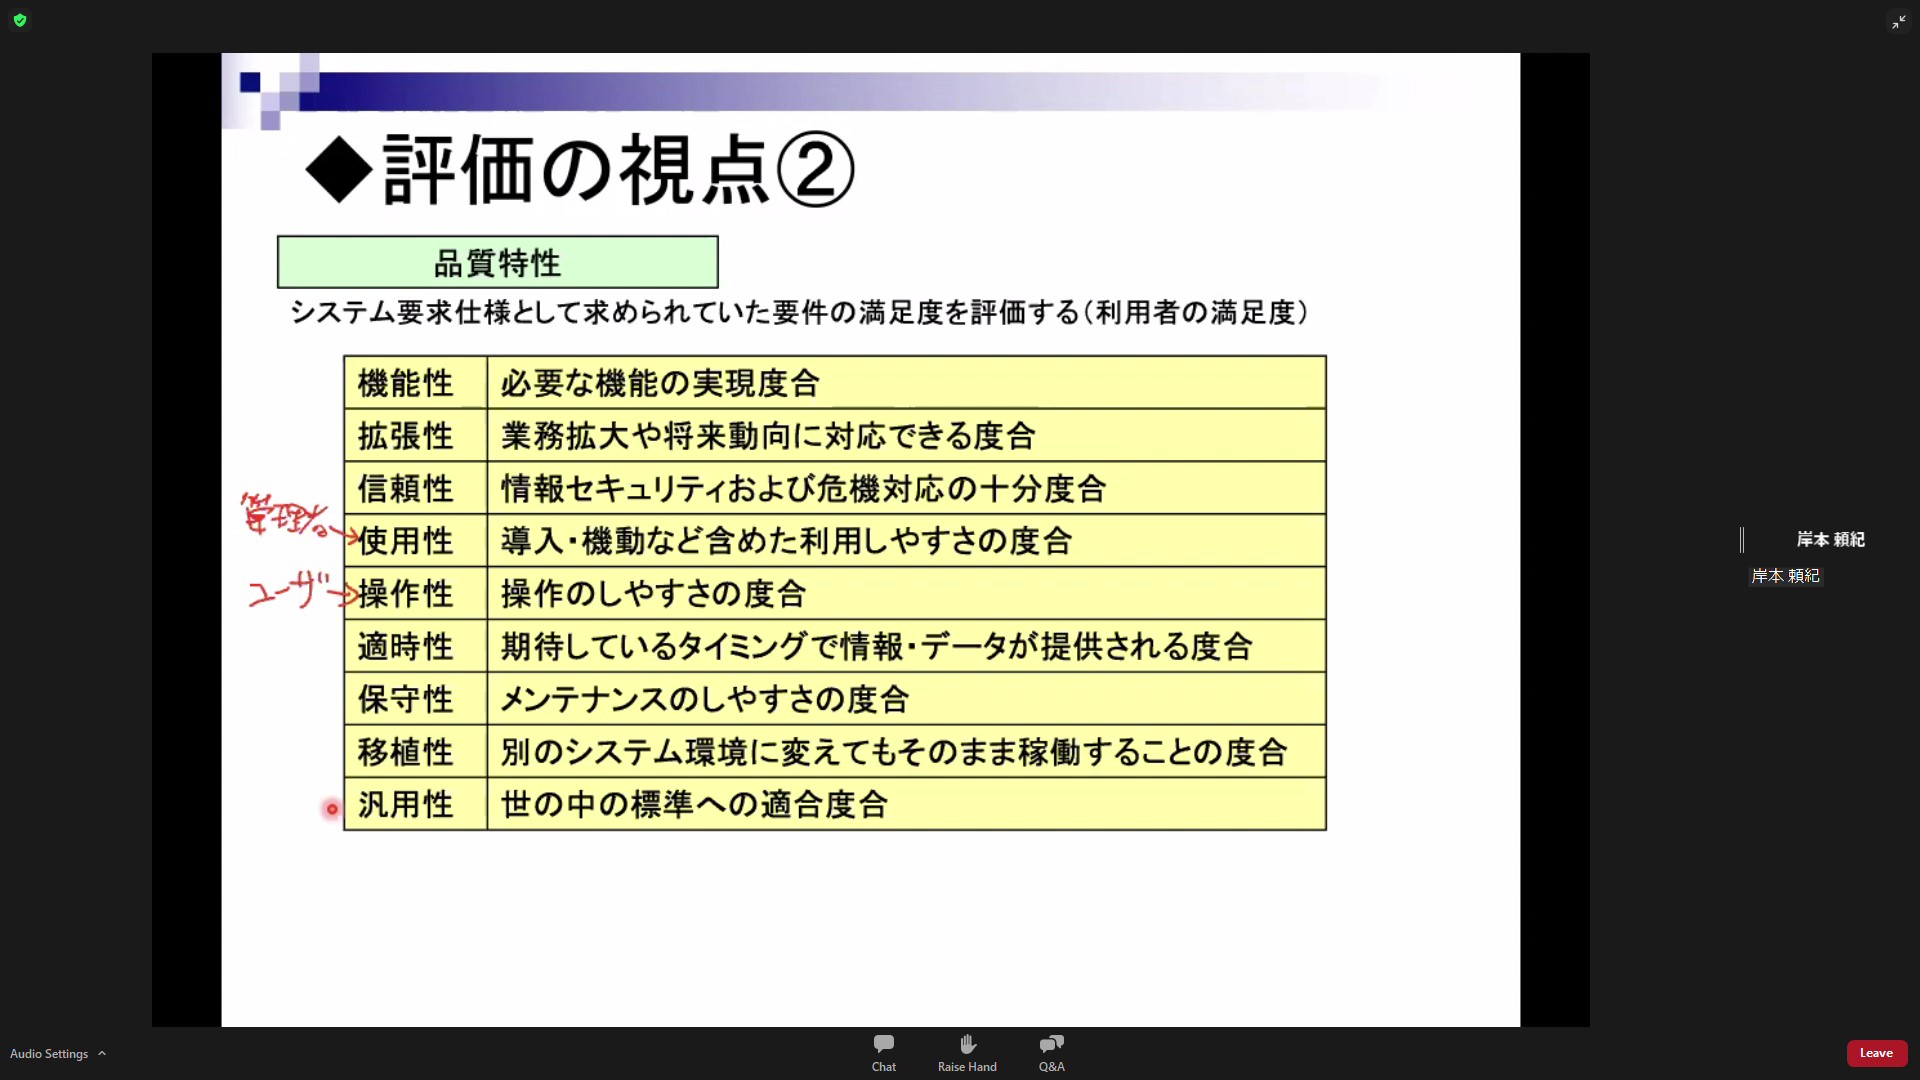 ◆評価の視点②
品質特性
システム要求仕様として求められていた要件の満足度を評価する（利用者の満足度）
機能性 必要な機能の実現度合
拡張性 業務拡大や将来動向に対応できる度合
信頼性 情報セキュリティおよび危機対応の十分度合
管理者→
使用性 導入・機動など含めた利用しやすさの度合
ユーザ→
操作性 操作のしやすさの度合
適時性 期待しているタイミングで情報・データが提供される度合
保守性 メンテナンスのしやすさの度合
移植性 別のシステム環境に変えてもそのまま稼働することの度合
汎用性 世の中の標準への適合度合
岸本 頼紀
岸本 頼紀
Audio Settings
Chat
Raise Hand
Q&A
Leave